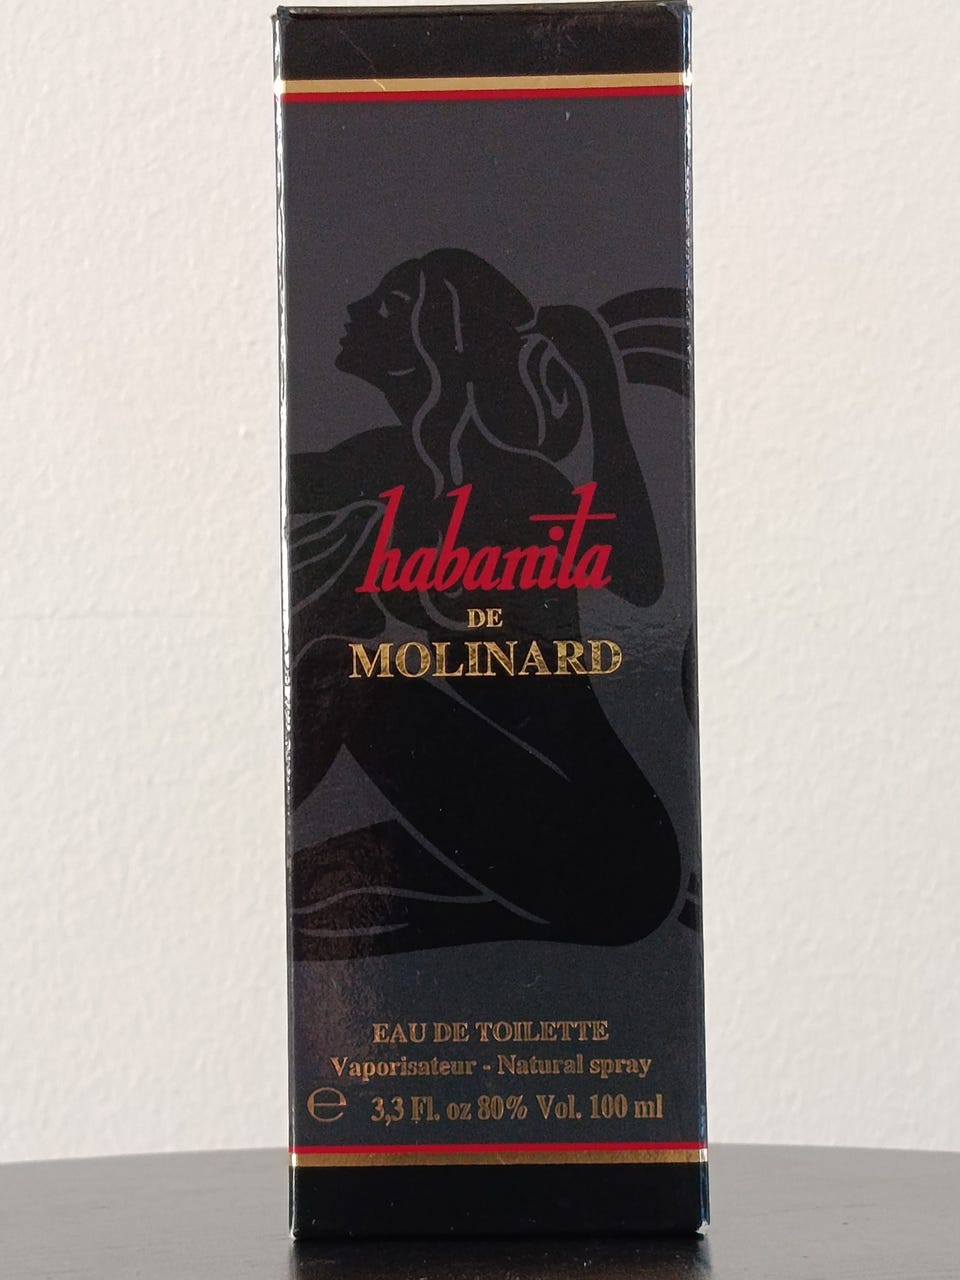 habanita
DE
MOLINARD
EAU DE TOILETTE
Vaporisateur - Natural spray
℮ 3,3 Fl. oz 80% Vol. 100 ml